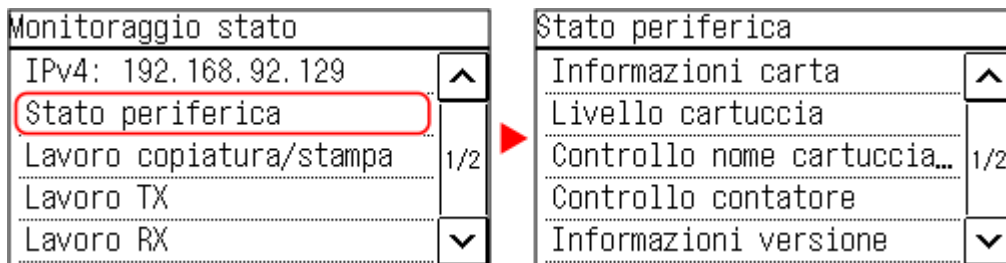 Monitoraggio stato
IPv4: 192.168.92.129
Stato periferica
Lavoro copiatura/stampa
Lavoro TX
Lavoro RX
1/2
Stato periferica
Informazioni carta
Livello cartuccia
Controllo nome cartuccia…
Controllo contatore
Informazioni versione
1/2